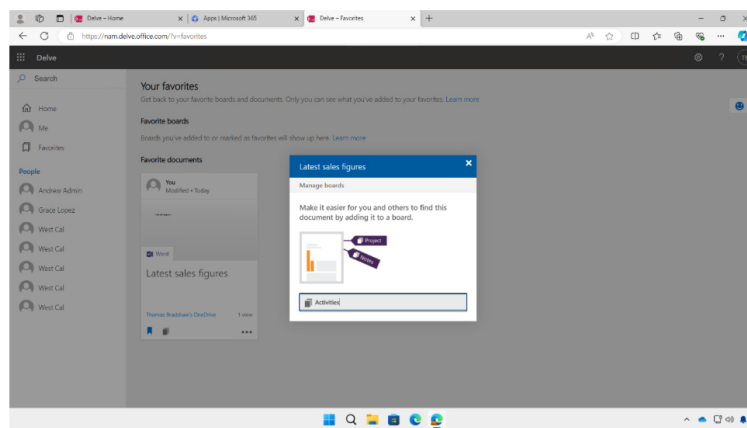 Delve – Home
Apps | Microsoft 365
Delve – Favorites
https://nam.delve.office.com/?v=favorites
Delve
Search
Home
Me
Favorites
People
Andrew Admin
Grace Lopez
West Cal
West Cal
West Cal
West Cal
West Cal
Your favorites
Get back to your favorite boards and documents. Only you can see what you've added to your favorites. Learn more
Favorite boards
Boards you've added to or marked as favorites will show up here. Learn more
Favorite documents
You
Modified • Today
Word
Latest sales figures
Thomas Bradshaw's OneDrive
1 view
Latest sales figures
Manage boards
Make it easier for you and others to find this
document by adding it to a board.
Project
Notes
Activities